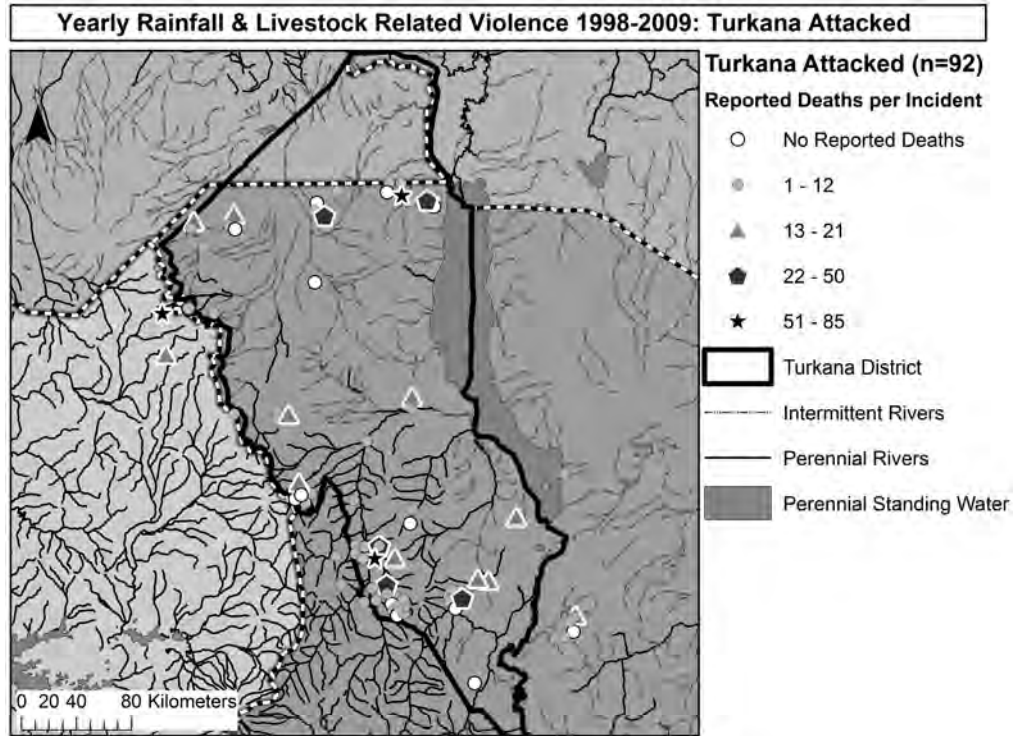 Yearly Rainfall & Livestock Related Violence 1998-2009: Turkana Attacked
Turkana Attacked (n=92)
Reported Deaths per Incident
No Reported Deaths
1 - 12
13 - 21
22 - 50
51 - 85
Turkana District
Intermittent Rivers
Perennial Rivers
Perennial Standing Water
0 20 40 80 Kilometers